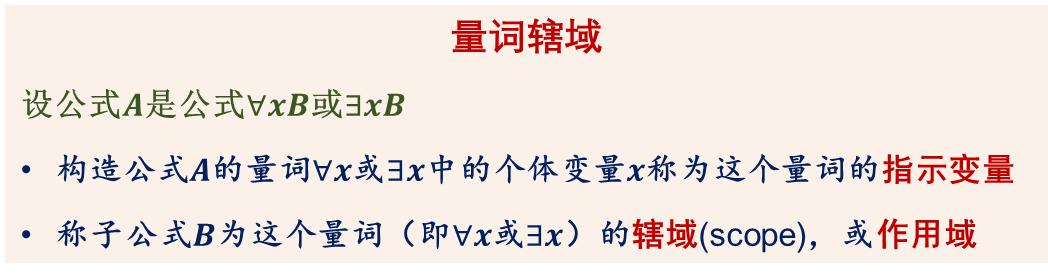 量词辖域
设公式A是公式∀xB或∃xB
• 构造公式A的量词∀x或∃x中的个体变量x称为这个量词的指示变量
• 称子公式B为这个量词（即∀x或∃x）的辖域(scope)，或作用域